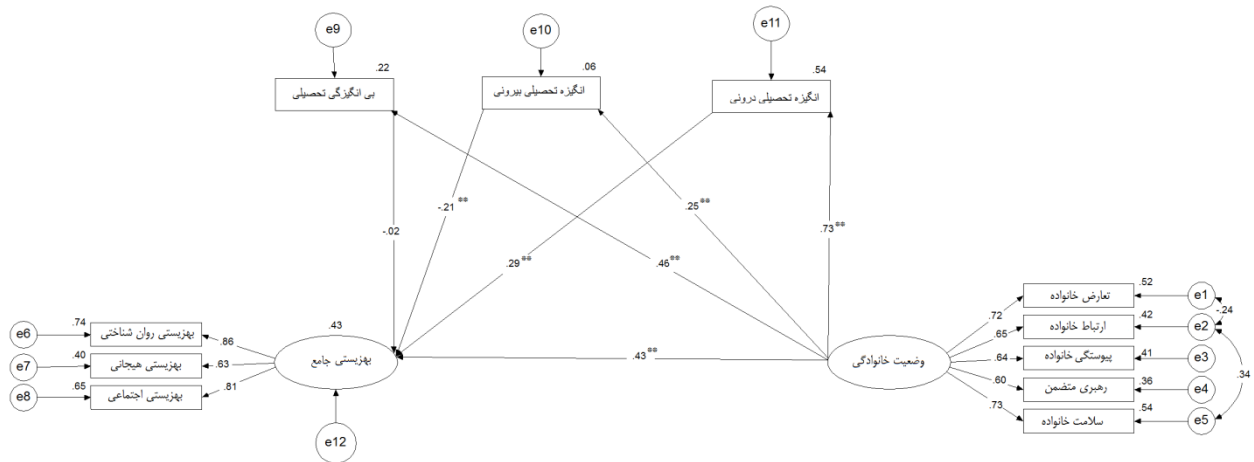 e9
e10
e11
.22
.06
.54
بی انگیزگی تحصیلی
انگیزه تحصیلی بیرونی
انگیزه تحصیلی درونی
-.21**
.25**
-.02
.73**
.29**
.46**
.43
.43**
بهزیستی جامع
وضعیت خانوادگی
e12
e6
.74
بهزیستی روان شناختی
.86
e7
.40
بهزیستی هیجانی
.63
e8
.65
بهزیستی اجتماعی
.81
.72
تعارض خانواده
.52
e1
-.24
.65
ارتباط خانواده
.42
e2
.64
پیوستگی خانواده
.41
e3
.34
.60
رهبری متضمن
.36
e4
.73
سلامت خانواده
.54
e5